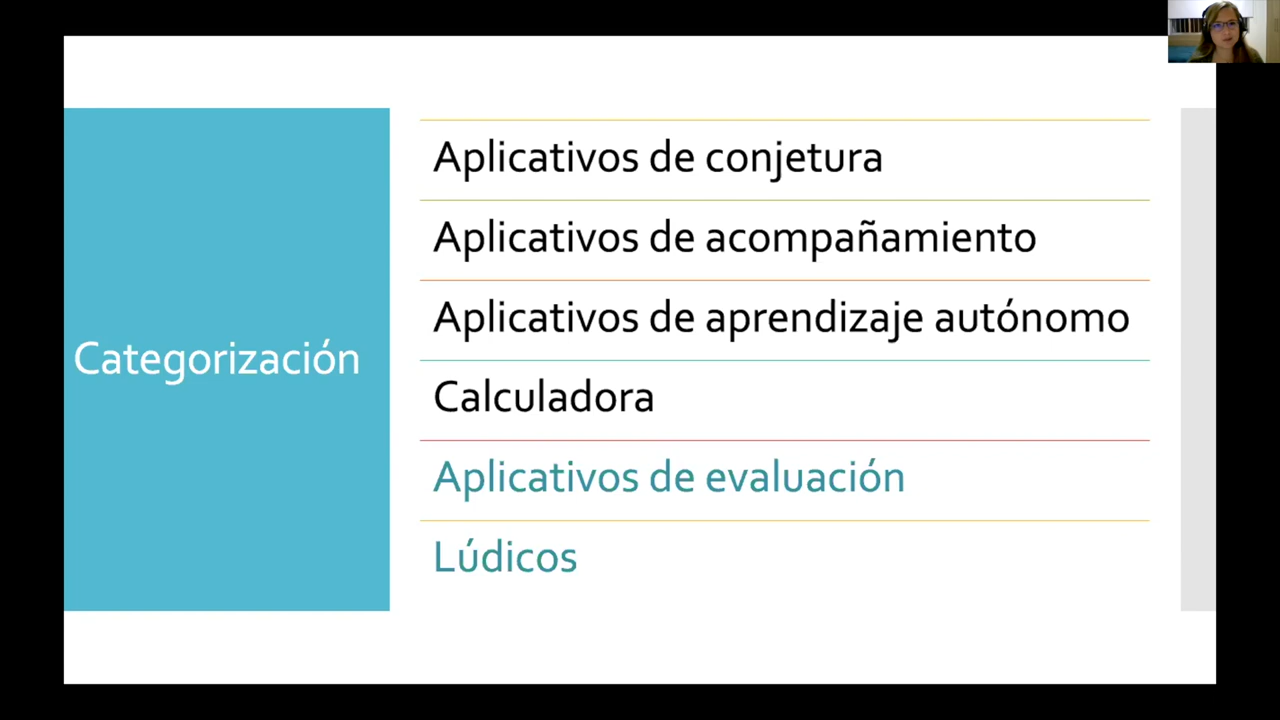 Categorización
Aplicativos de conjetura
Aplicativos de acompañamiento
Aplicativos de aprendizaje autónomo
Calculadora
Aplicativos de evaluación
Lúdicos